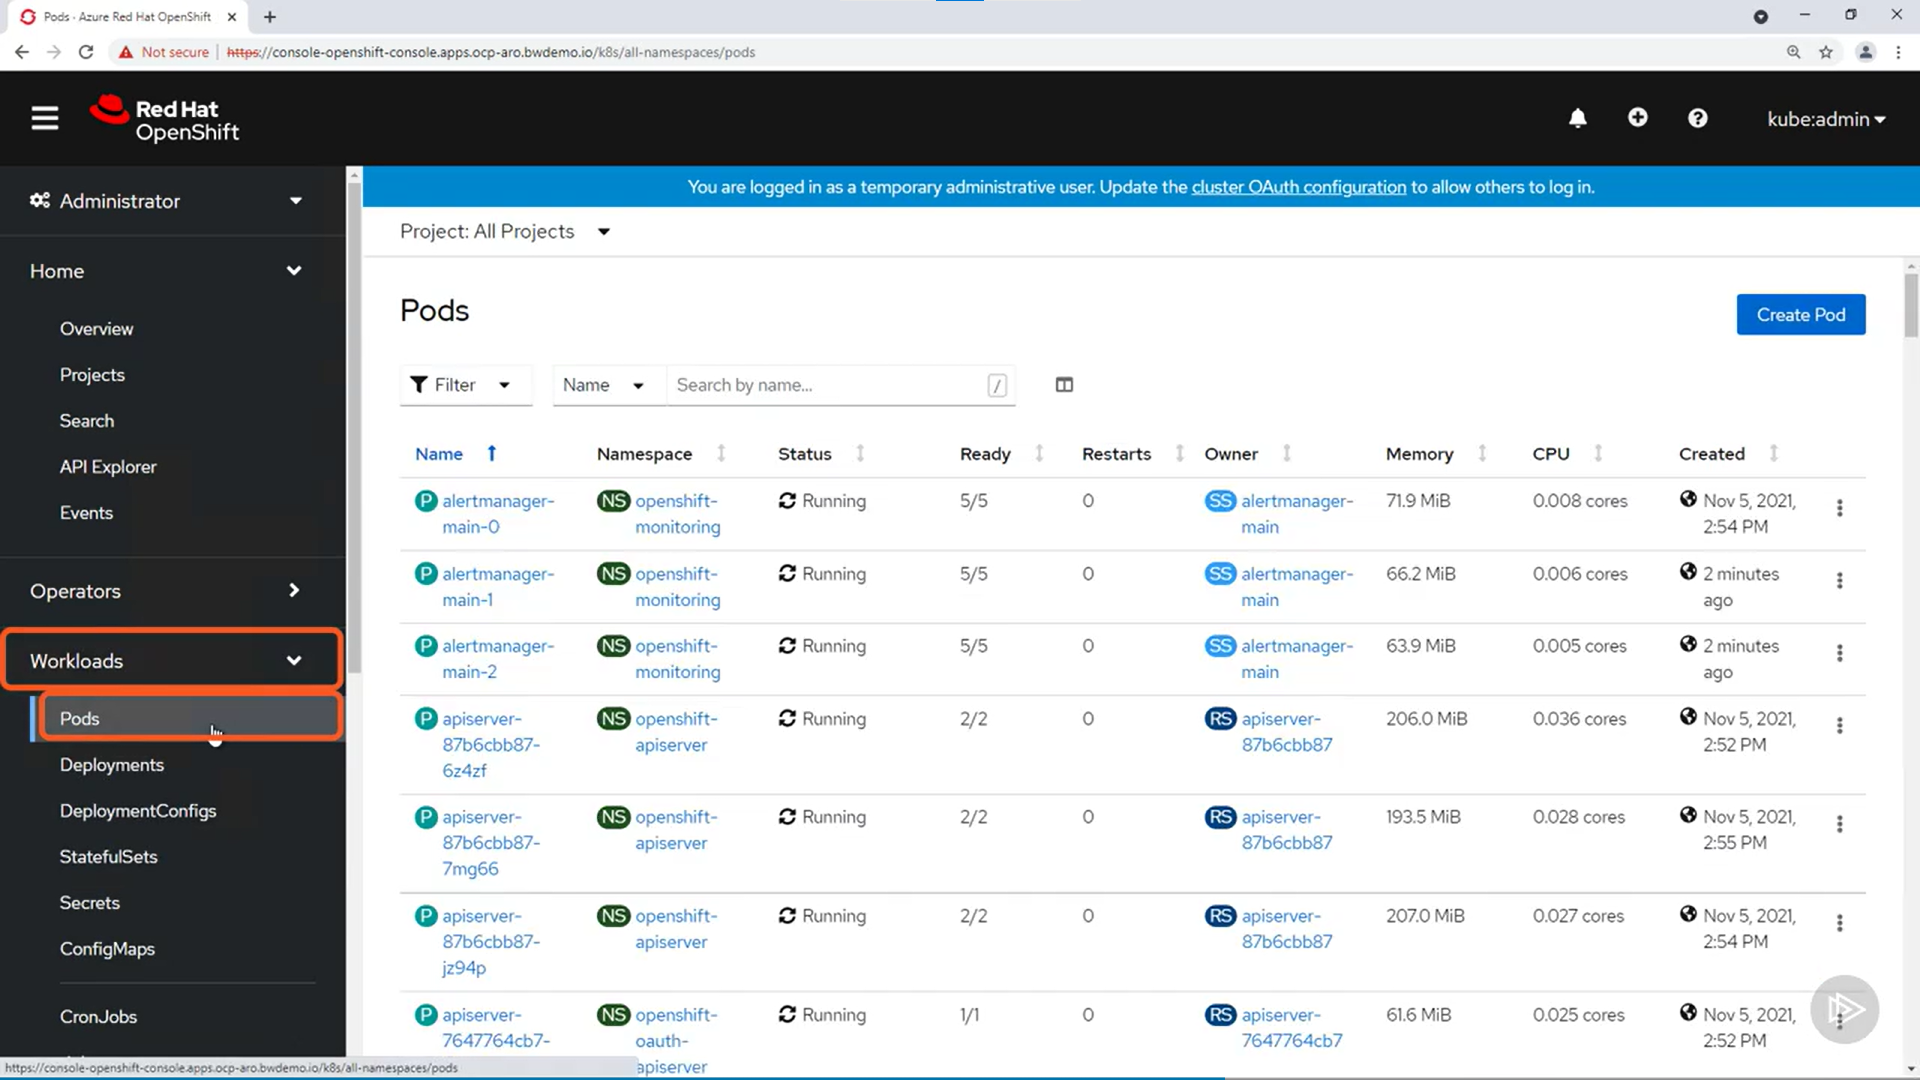 Pods · Azure Red Hat OpenShift
Not secure
https://console-openshift-console.apps.ocp-aro.bwdemo.io/k8s/all-namespaces/pods
Red Hat
OpenShift
kube:admin
Administrator
Home
Overview
Projects
Search
API Explorer
Events
Operators
Workloads
Pods
Deployments
DeploymentConfigs
StatefulSets
Secrets
ConfigMaps
CronJobs
https://console-openshift-console.apps.ocp-aro.bwdemo.io/k8s/all-namespaces/pods
You are logged in as a temporary administrative user. Update the cluster OAuth configuration to allow others to log in.
Project: All Projects
Pods
Create Pod
Filter
Name
Search by name...
/
Name Namespace Status Ready Restarts Owner Memory CPU Created
P alertmanager- NS openshift- Running 5/5 0 SS alertmanager- 71.9 MiB 0.008 cores Nov 5, 2021,
main-0 monitoring main 2:54 PM
P alertmanager- NS openshift- Running 5/5 0 SS alertmanager- 66.2 MiB 0.006 cores 2 minutes
main-1 monitoring main ago
P alertmanager- NS openshift- Running 5/5 0 SS alertmanager- 63.9 MiB 0.005 cores 2 minutes
main-2 monitoring main ago
P apiserver- NS openshift- Running 2/2 0 RS apiserver- 206.0 MiB 0.036 cores Nov 5, 2021,
87b6cbb87- apiserver 87b6cbb87 2:52 PM
6z4zf
P apiserver- NS openshift- Running 2/2 0 RS apiserver- 193.5 MiB 0.028 cores Nov 5, 2021,
87b6cbb87- apiserver 87b6cbb87 2:55 PM
7mg66
P apiserver- NS openshift- Running 2/2 0 RS apiserver- 207.0 MiB 0.027 cores Nov 5, 2021,
87b6cbb87- apiserver 87b6cbb87 2:54 PM
jz94p
P apiserver- NS openshift- Running 1/1 0 RS apiserver- 61.6 MiB 0.025 cores Nov 5, 2021,
7647764cb7- oauth- 7647764cb7 2:52 PM
apiserver